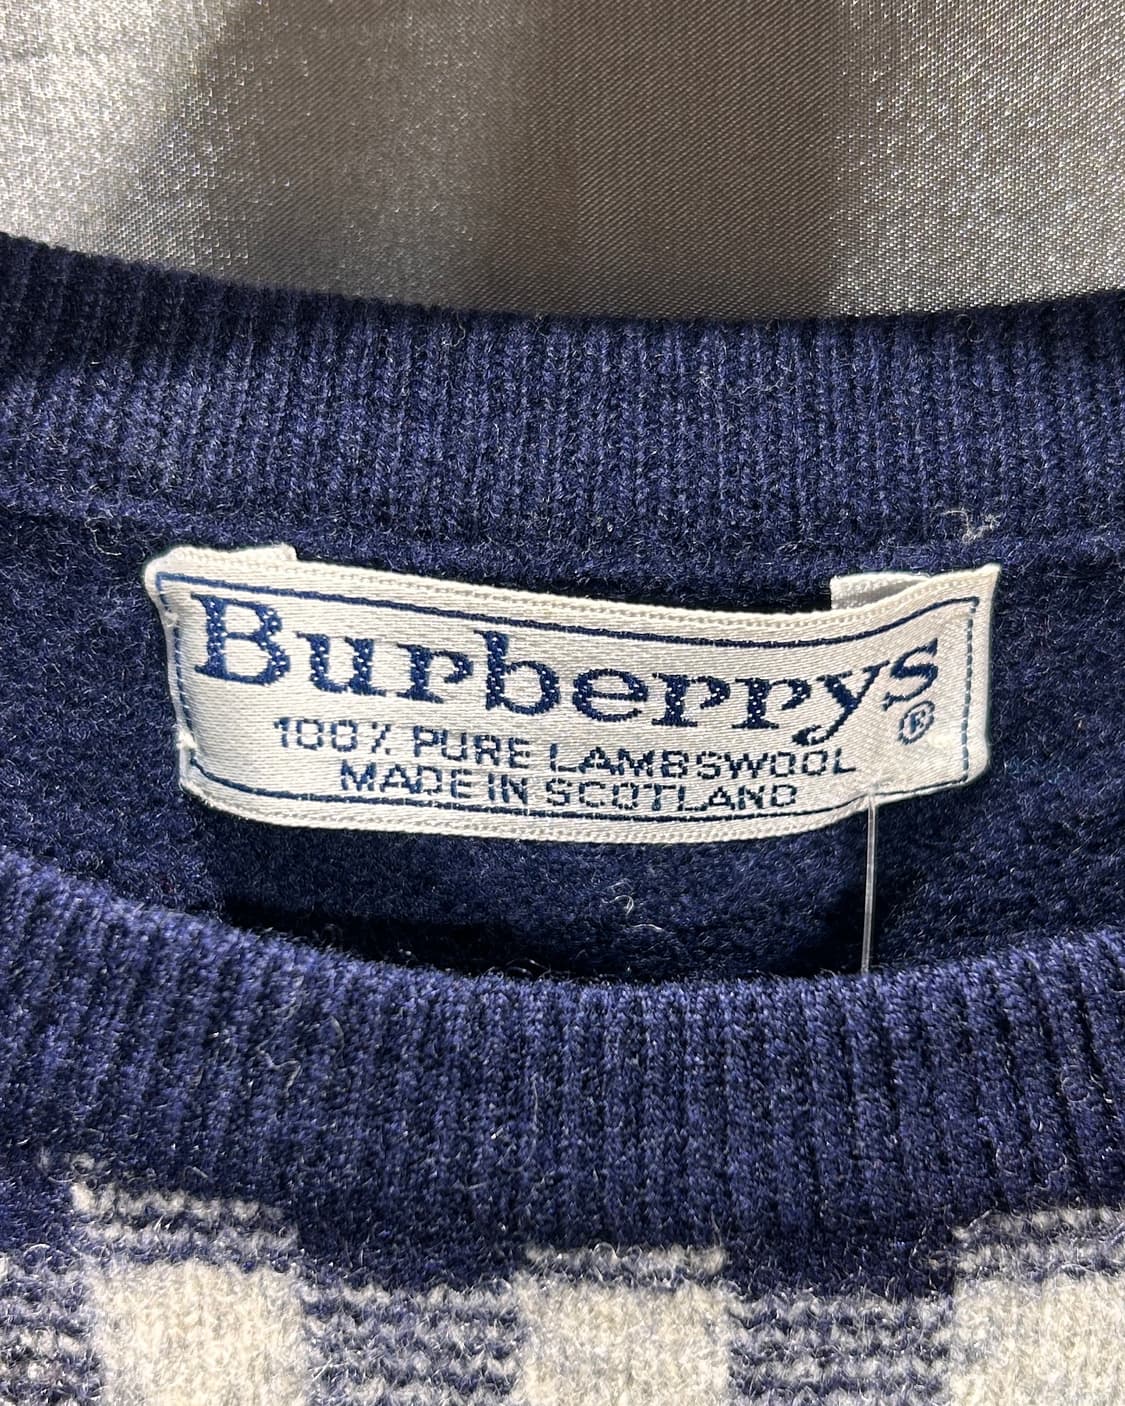 Burberrys®
100% PURE LAMBSWOOL
MADE IN SCOTLAND